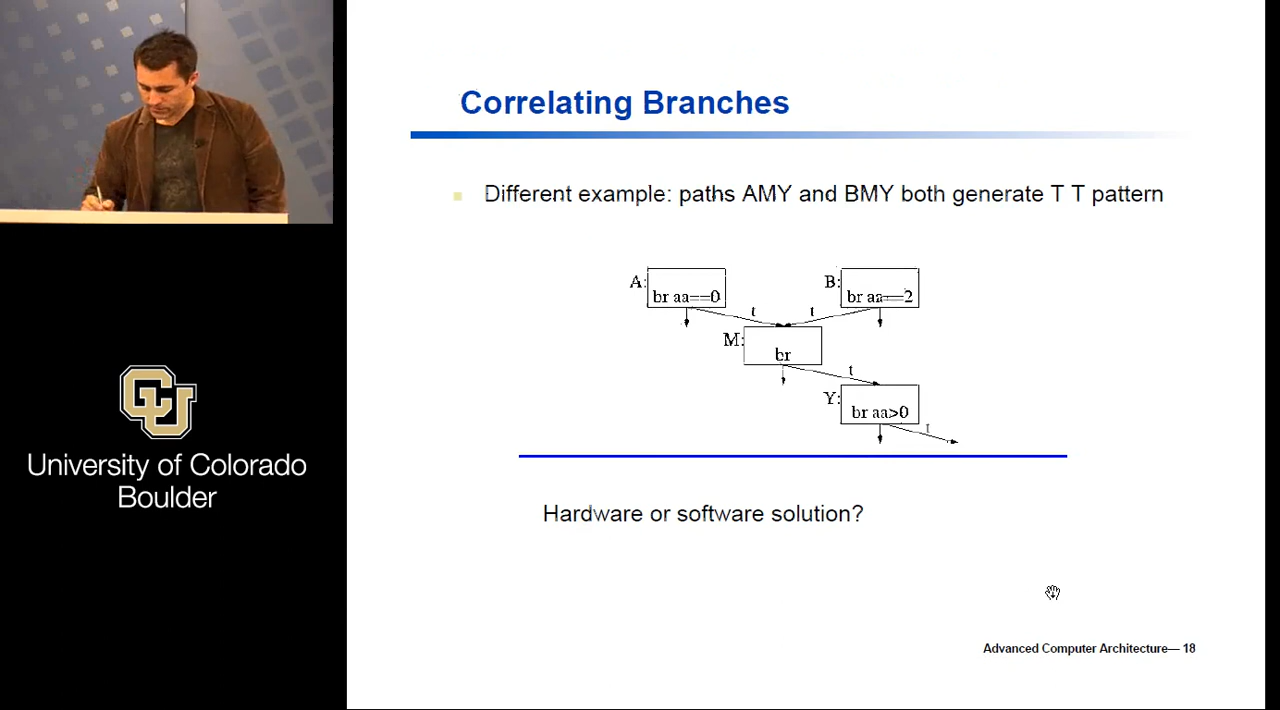 Correlating Branches
Different example: paths AMY and BMY both generate T T pattern
A:
br aa==0
B:
br aa==2
t
t
M:
br
t
Y:
br aa>0
t
Hardware or software solution?
Advanced Computer Architecture— 18
CU
University of Colorado
Boulder